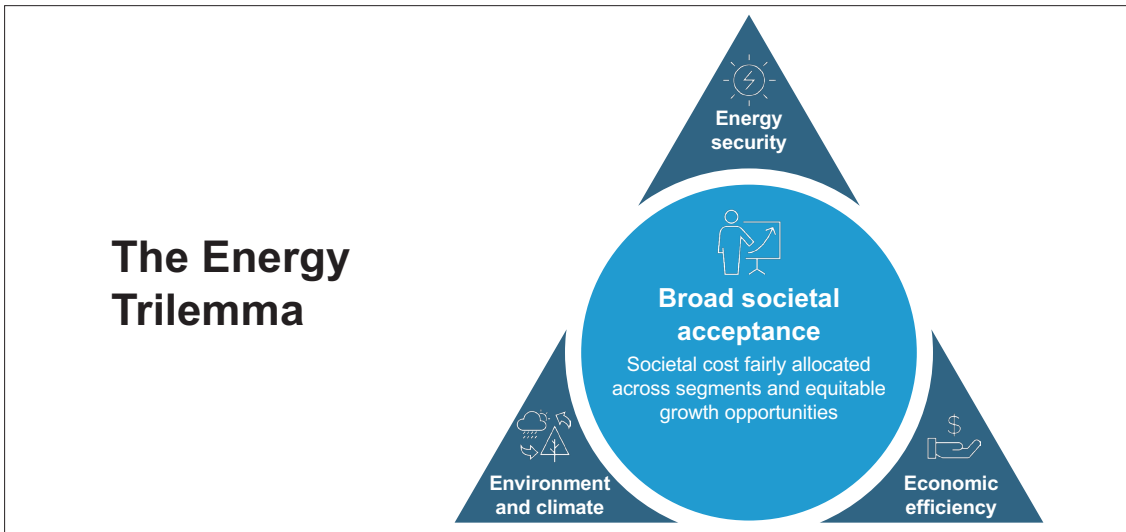 The Energy
Trilemma
Energy
security
Broad societal
acceptance
Societal cost fairly allocated
across segments and equitable
growth opportunities
$
Environment
and climate
Economic
efficiency